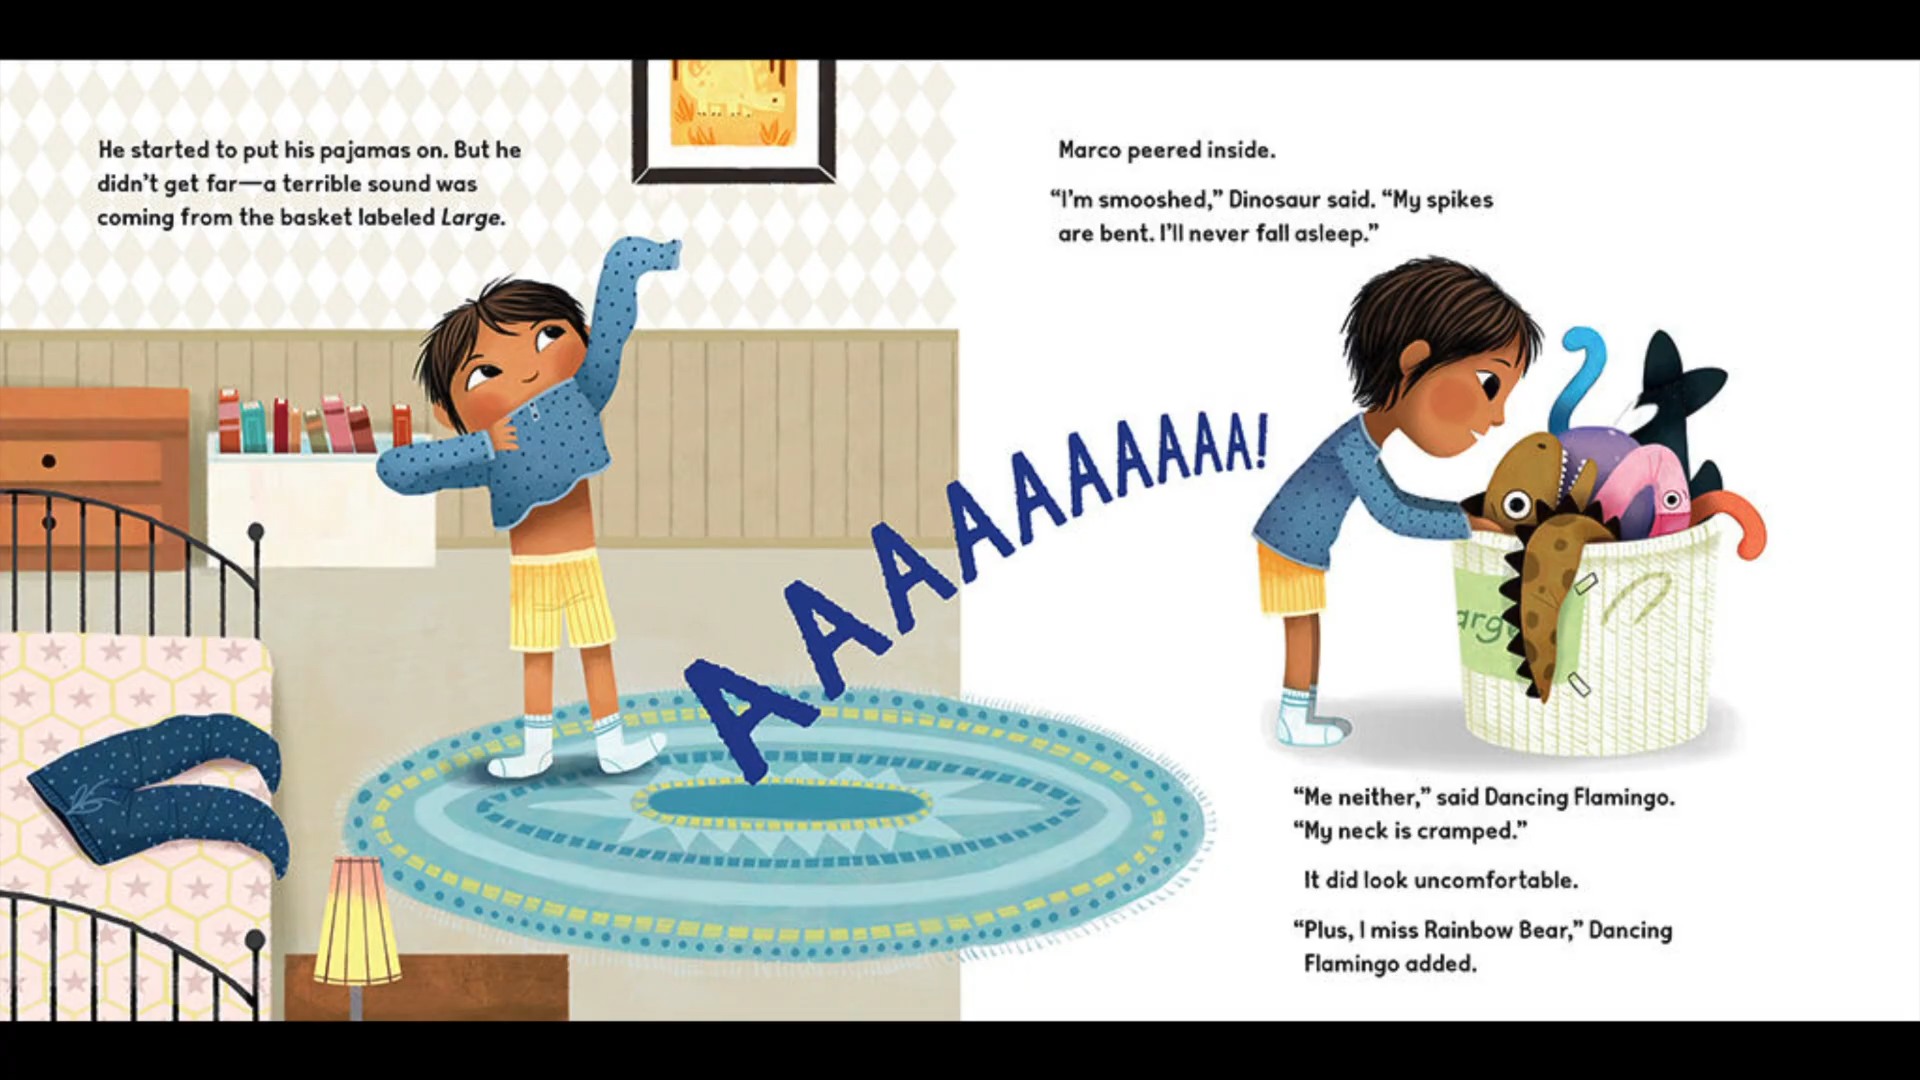 He started to put his pajamas on. But he
didn't get far—a terrible sound was
coming from the basket labeled Large.
AAAAAAAAAA!
Marco peered inside.
“I'm smooshed,” Dinosaur said. “My spikes
are bent. I'll never fall asleep.”
arg
“Me neither,” said Dancing Flamingo.
“My neck is cramped.”
It did look uncomfortable.
“Plus, I miss Rainbow Bear,” Dancing
Flamingo added.